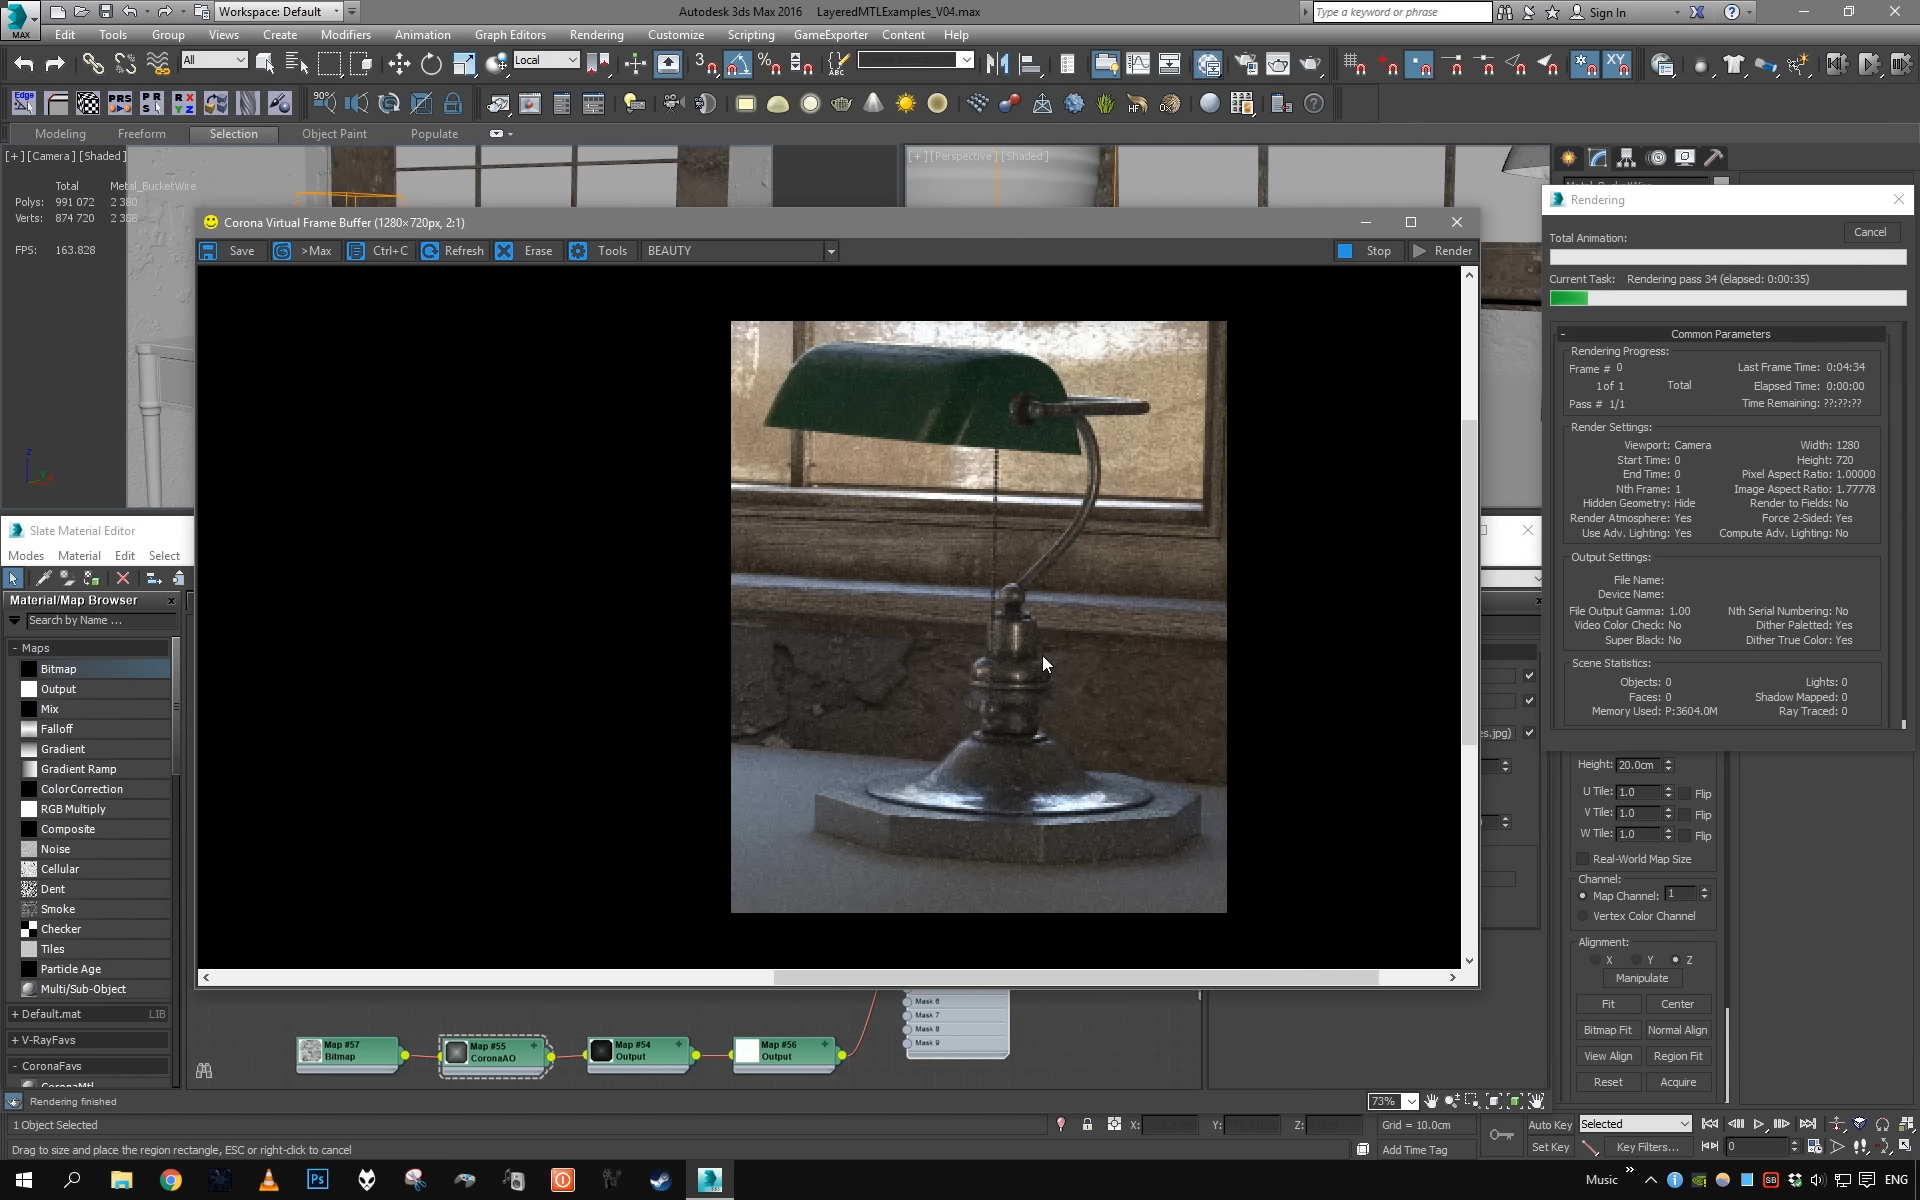 Workspace: Default
Autodesk 3ds Max 2016 LayeredMTLExamples_V04.max
Type a keyword or phrase
Sign In
MAX
Edit Tools Group Views Create Modifiers Animation Graph Editors Rendering Customize Scripting GameExporter Content Help
All
Local
Modeling Freeform Selection Object Paint Populate
[+] [Camera] [Shaded]
[+] [Perspective] [Shaded]
Total Metal_BucketWire
Polys: 991 072 2 380
Verts: 874 720 2 388
FPS: 163.828
Corona Virtual Frame Buffer (1280×720px, 2:1)
Save >Max Ctrl+C Refresh Erase Tools BEAUTY Stop Render
Rendering
Cancel
Total Animation:
Current Task: Rendering pass 34 (elapsed: 0:00:35)
Common Parameters
Rendering Progress:
Frame # 0 Last Frame Time: 0:04:34
1 of 1 Total Elapsed Time: 0:00:00
Pass # 1/1 Time Remaining: ??:??:??
Render Settings:
Viewport: Camera Width: 1280
Start Time: 0 Height: 720
End Time: 0 Pixel Aspect Ratio: 1.00000
Nth Frame: 1 Image Aspect Ratio: 1.77778
Hidden Geometry: Hide Render to Fields: No
Render Atmosphere: Yes Force 2-Sided: Yes
Use Adv. Lighting: Yes Compute Adv. Lighting: No
Output Settings:
File Name:
Device Name:
File Output Gamma: 1.00 Nth Serial Numbering: No
Video Color Check: No Dither Paletted: Yes
Super Black: No Dither True Color: Yes
Scene Statistics:
Objects: 0 Lights: 0
Faces: 0 Shadow Mapped: 0
Memory Used: P:3604.0M Ray Traced: 0
es.jpg)
Height: 20.0cm
U Tile: 1.0 Flip
V Tile: 1.0 Flip
W Tile: 1.0 Flip
Real-World Map Size
Channel:
Map Channel: 1
Vertex Color Channel
Alignment:
X Y Z
Manipulate
Fit Center
Bitmap Fit Normal Align
View Align Region Fit
Reset Acquire
Slate Material Editor
Modes Material Edit Select
Material/Map Browser
Search by Name ...
- Maps
Bitmap
Output
Mix
Falloff
Gradient
Gradient Ramp
ColorCorrection
RGB Multiply
Composite
Noise
Cellular
Dent
Smoke
Checker
Tiles
Particle Age
Multi/Sub-Object
+ Default.mat LIB
+ V-RayFavs
- CoronaFavs
CoronaMtl
Mask 6
Mask 7
Mask 8
Mask 9
Map #57
Bitmap
Map #55
CoronaAO
Map #54
Output
Map #56
Output
Rendering finished
73%
1 Object Selected
X: Y: Z: Grid = 10.0cm
Auto Key Selected
Drag to size and place the region rectangle, ESC or right-click to cancel
Add Time Tag
Set Key Key Filters... 0
Music ENG